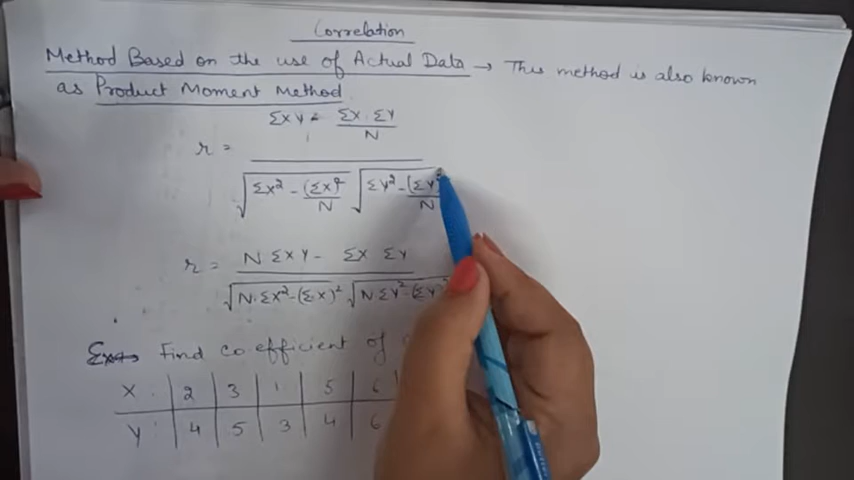 Correlation
Method Based on the use of Actual Data → This method is also known
as Product Moment Method
ΣXY - ΣX . ΣY
N
r =
√ΣX² - (ΣX)² √ΣY² - (ΣY)²
N N
r = N ΣXY - ΣX ΣY
√N.ΣX² - (ΣX)² √N ΣY² - (ΣY)²
Ex→ Find co-efficient of
X : 2 3 1 5 6
Y : 4 5 3 4 6